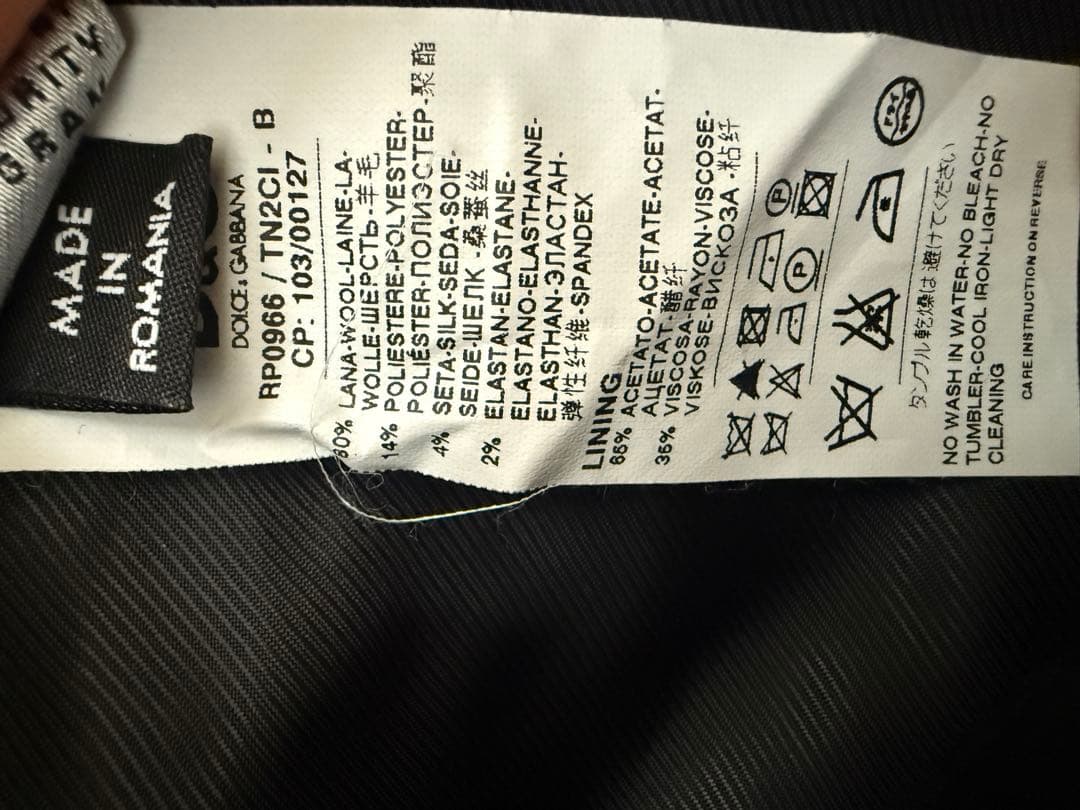 MADE
IN
ROMANIA
DOLCE & GABBANA
RP0966 / TN2CI - B
CP: 103/00127
80% LANA-WOOL-LAINE-LA-
WOLLE-ШЕРСТЬ-羊毛
14% POLIESTERE-POLYESTER-
POLIÉSTER-ПОЛИЭСТЕР-聚酯
4% SETA-SILK-SEDA-SOIE-
SEIDE-ШЕЛК-桑蚕丝
2% ELASTAN-ELASTANE-
ELASTANO-ELASTHANNE-
ELASTHAN-ЭЛАСТАН-
弹性纤维-SPANDEX
LINING
ACETATO-ACETATE-ACETAT-
АЦЕТАТ-醋纤
36% VISCOSA-RAYON-VISCOSE-
VISKOSE-ВИСКОЗА-粘纤
P
P
タンブル乾燥は避けてください
NO WASH IN WATER-NO BLEACH-NO
TUMBLER-COOL IRON-LIGHT DRY
CLEANING
CARE INSTRUCTION ON REVERSE